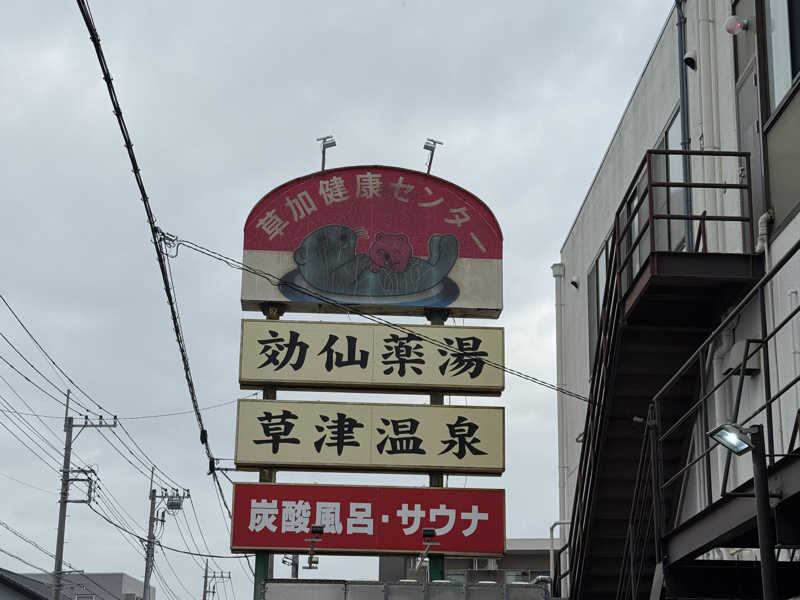 草加健康センター
効仙薬湯
草津温泉
炭酸風呂・サウナ